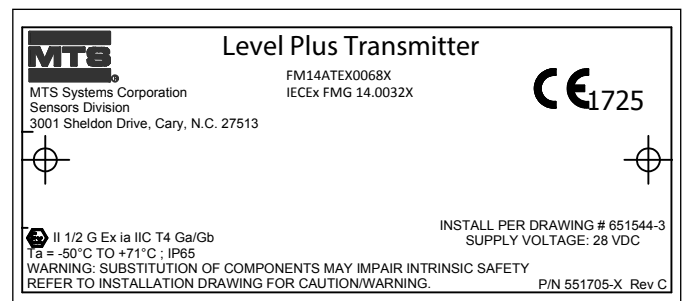 MTS
®
Level Plus Transmitter
FM14ATEX0068X
IECEx FMG 14.0032X
MTS Systems Corporation
Sensors Division
3001 Sheldon Drive, Cary, N.C. 27513
CE 1725
Ex II 1/2 G Ex ia IIC T4 Ga/Gb
Ta = -50°C TO +71°C ; IP65
INSTALL PER DRAWING # 651544-3
SUPPLY VOLTAGE: 28 VDC
WARNING: SUBSTITUTION OF COMPONENTS MAY IMPAIR INTRINSIC SAFETY
REFER TO INSTALLATION DRAWING FOR CAUTION/WARNING.
P/N 551705-X Rev C